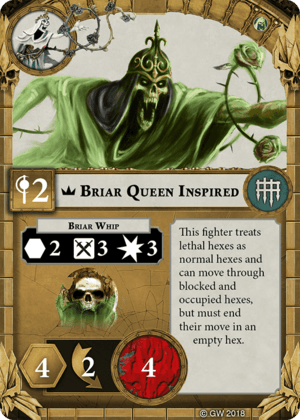 2
Briar Queen Inspired
Briar Whip
2 3 3
This fighter treats
lethal hexes as
normal hexes and
can move through
blocked and
occupied hexes,
but must end
their move in an
empty hex.
4 2 4
© GW 2018